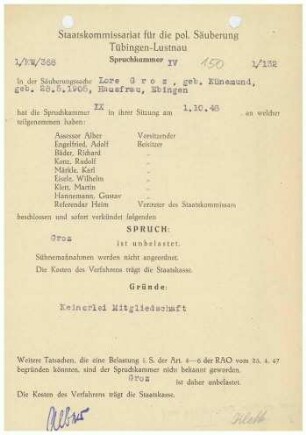 Staatskommissariat für die pol. Säuberung
Tübingen-Lustnau
Spruchkammer IV 150
1/KW/368 1/132
In der Säuberungssache Lore Groz, geb. Künemund,
geb. 28.5.1906, Hausfrau, Ebingen
hat die Spruchkammer IX in ihrer Sitzung am 1.10.48 an welcher
teilgenommen haben:
Assessor Alber Vorsitzender
Engelfried, Adolf Beisitzer
Bäder, Richard "
Kanz, Rudolf "
Märkle, Karl "
Eisele, Wilhelm "
Klett, Martin "
Hannemann, Gustav "
Referendar Heim Vertreter des Staatskommissars
beschlossen und sofort verkündet folgenden
SPRUCH:
Groz
ist unbelastet.
Sühnemaßnahmen werden nicht angeordnet.
Die Kosten des Verfahrens trägt die Staatskasse.
Gründe:
Keinerlei Mitgliedschaft
Weitere Tatsachen, die eine Belastung i. S. der Art. 4—6 der RAO. vom 25. 4. 47
begründen könnten, sind der Spruchkammer nicht bekannt geworden.
Groz ist daher unbelastet.
Die Kosten des Verfahrens trägt die Staatskasse.
Alber Klett